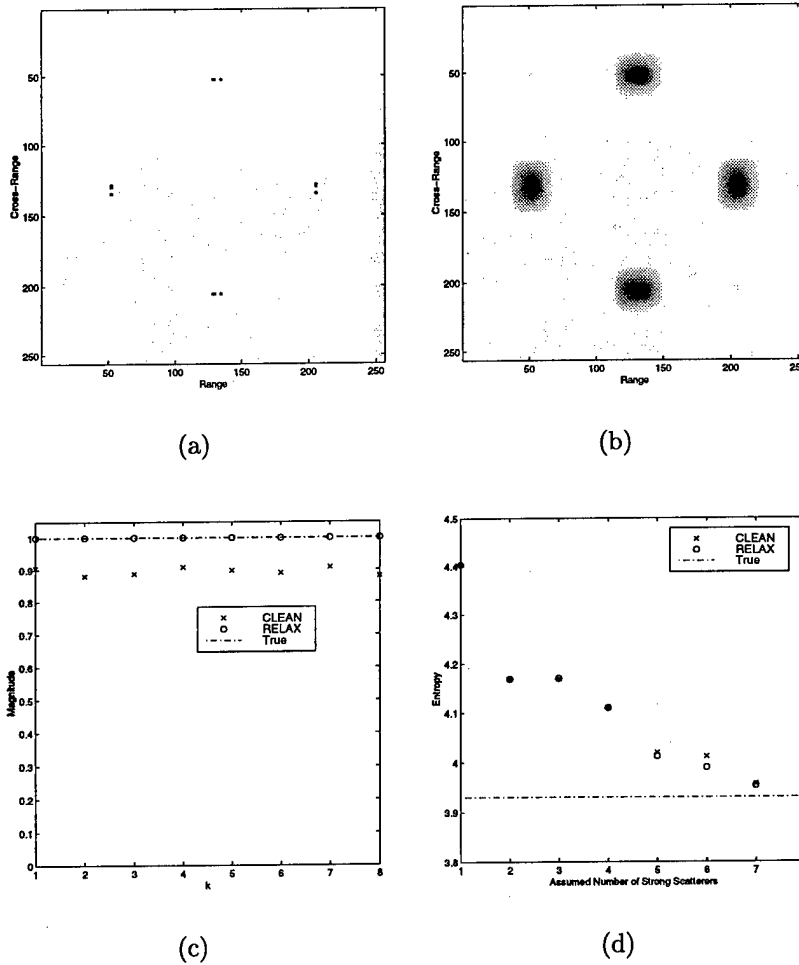 50
100
150
200
250
Cross-Range
50 100 150 200 250
Range
(a)
50
100
150
200
250
Cross-Range
50 100 150 200 250
Range
(b)
10
0.9
0.8
0.7
0.6
0.5
0.4
0.3
0.2
0.1
0
Magnitude
CLEAN
RELAX
True
1 2 3 4 5 6 7 8
k
(c)
4.5
4.4
4.3
4.2
4.1
4
3.9
3.8
Entropy
CLEAN
RELAX
True
1 2 3 4 5 6 7
Assumed Number of Strong Scatterers
(d)